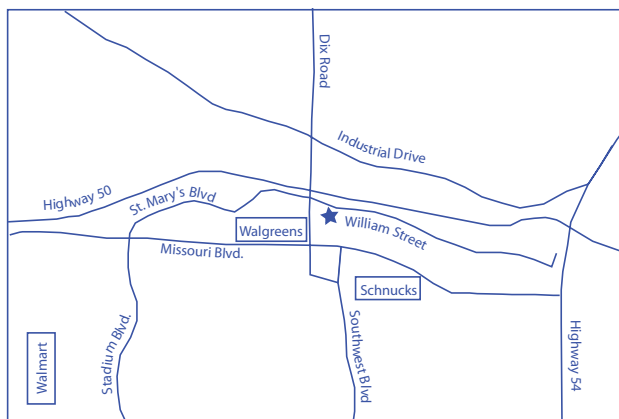 Dix Road
Industrial Drive
Highway 50
St. Mary's Blvd
William Street
Walgreens
Missouri Blvd.
Schnucks
Walmart
Stadium Blvd.
Southwest Blvd
Highway 54